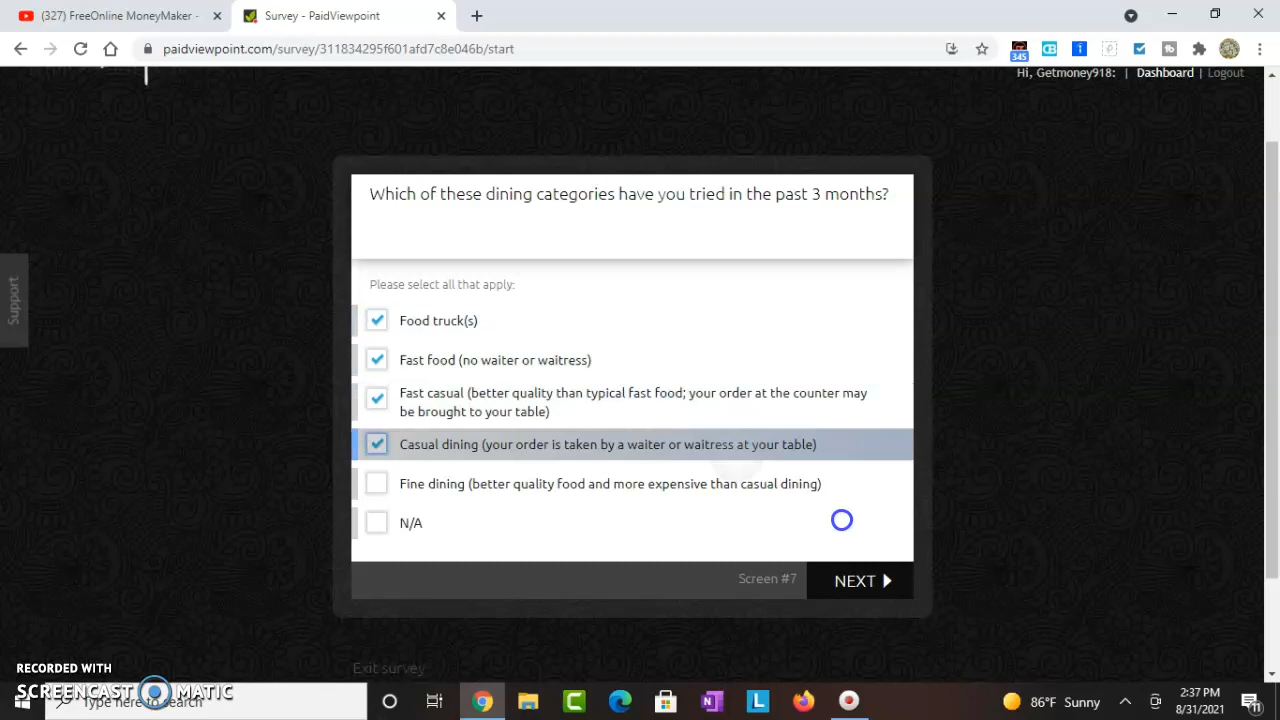 (327) FreeOnline MoneyMaker -
Survey - PaidViewpoint
paidviewpoint.com/survey/311834295f601afd7c8e046b/start
345
CB
Hi, Getmoney918: | Dashboard | Logout
Support
Which of these dining categories have you tried in the past 3 months?
Please select all that apply:
Food truck(s)
Fast food (no waiter or waitress)
Fast casual (better quality than typical fast food; your order at the counter may
be brought to your table)
Casual dining (your order is taken by a waiter or waitress at your table)
Fine dining (better quality food and more expensive than casual dining)
N/A
Screen #7
NEXT
Exit survey
RECORDED WITH
SCREENCAST MATIC
Type here to search
86°F Sunny
2:37 PM
8/31/2021